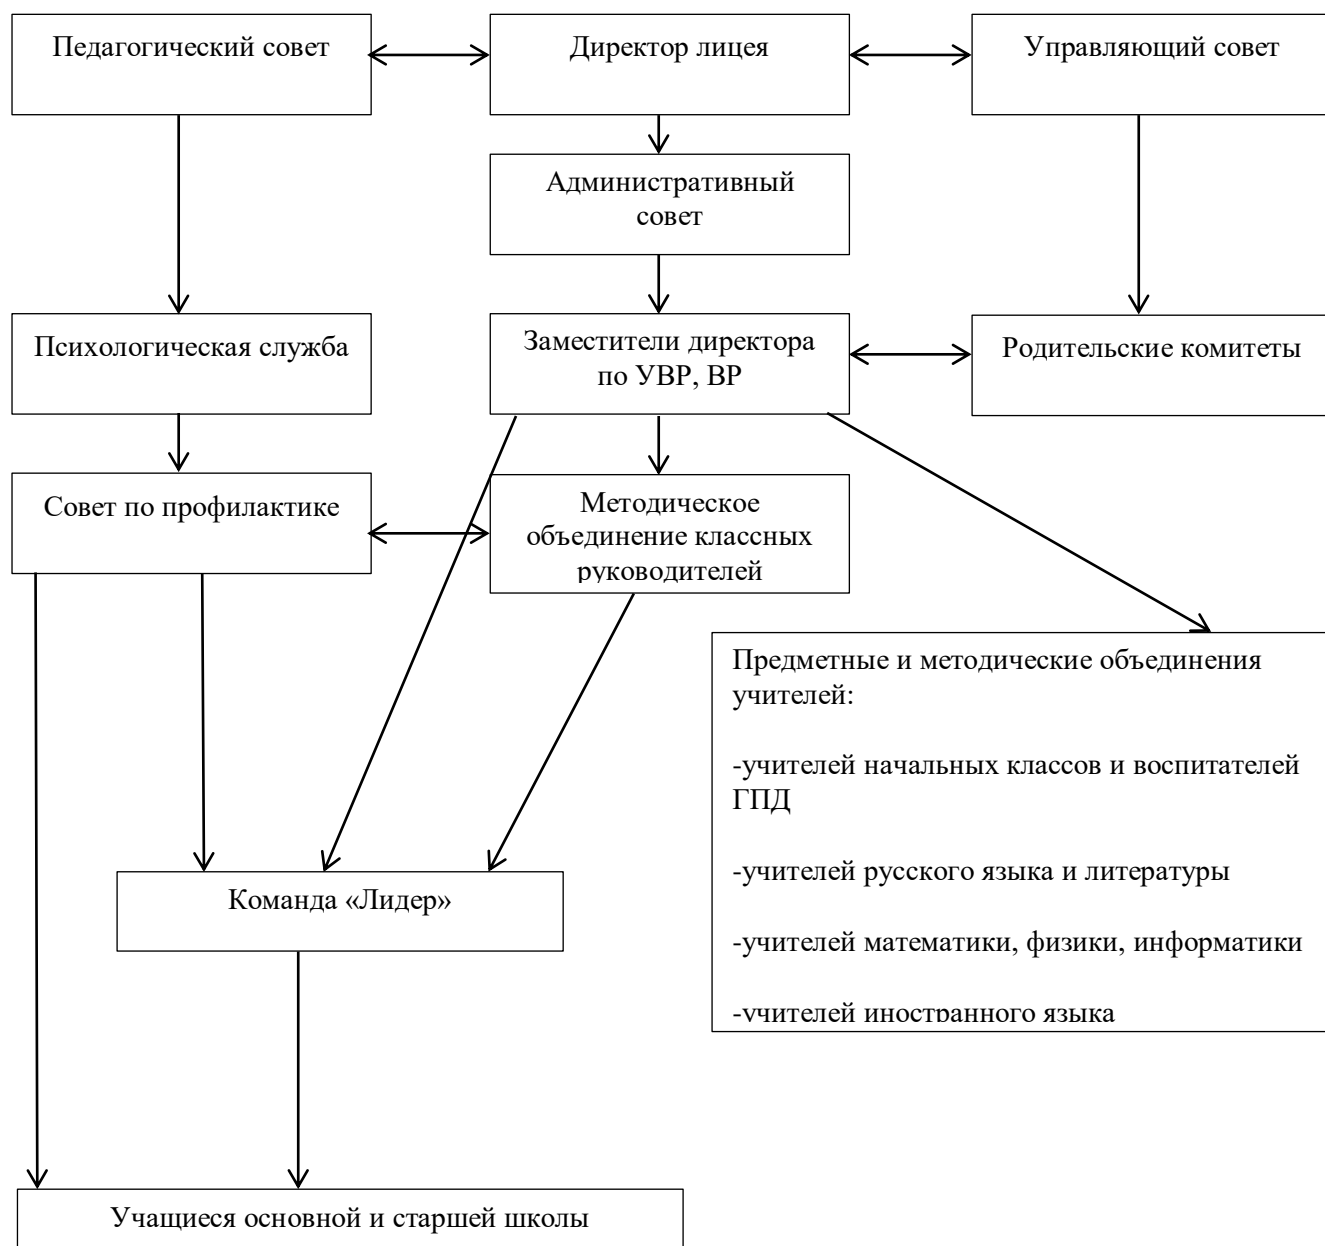 Педагогический совет
Директор лицея
Управляющий совет
Административный
совет
Психологическая служба
Заместители директора
по УВР, ВР
Родительские комитеты
Совет по профилактике
Методическое
объединение классных
руководителей
Предметные и методические объединения
учителей:
-учителей начальных классов и воспитателей
ГПД
-учителей русского языка и литературы
-учителей математики, физики, информатики
-учителей иностранного языка
Команда «Лидер»
Учащиеся основной и старшей школы